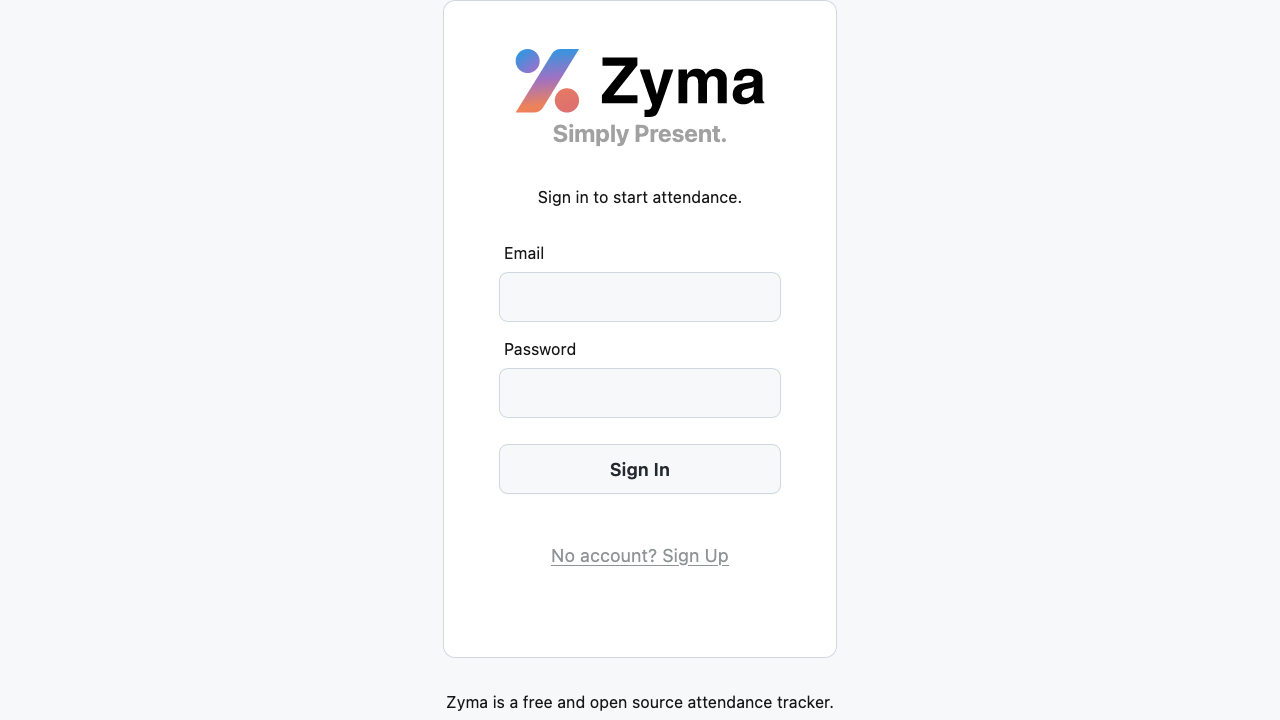 Zyma
Simply Present.
Sign in to start attendance.
Email
Password
Sign In
No account? Sign Up
Zyma is a free and open source attendance tracker.